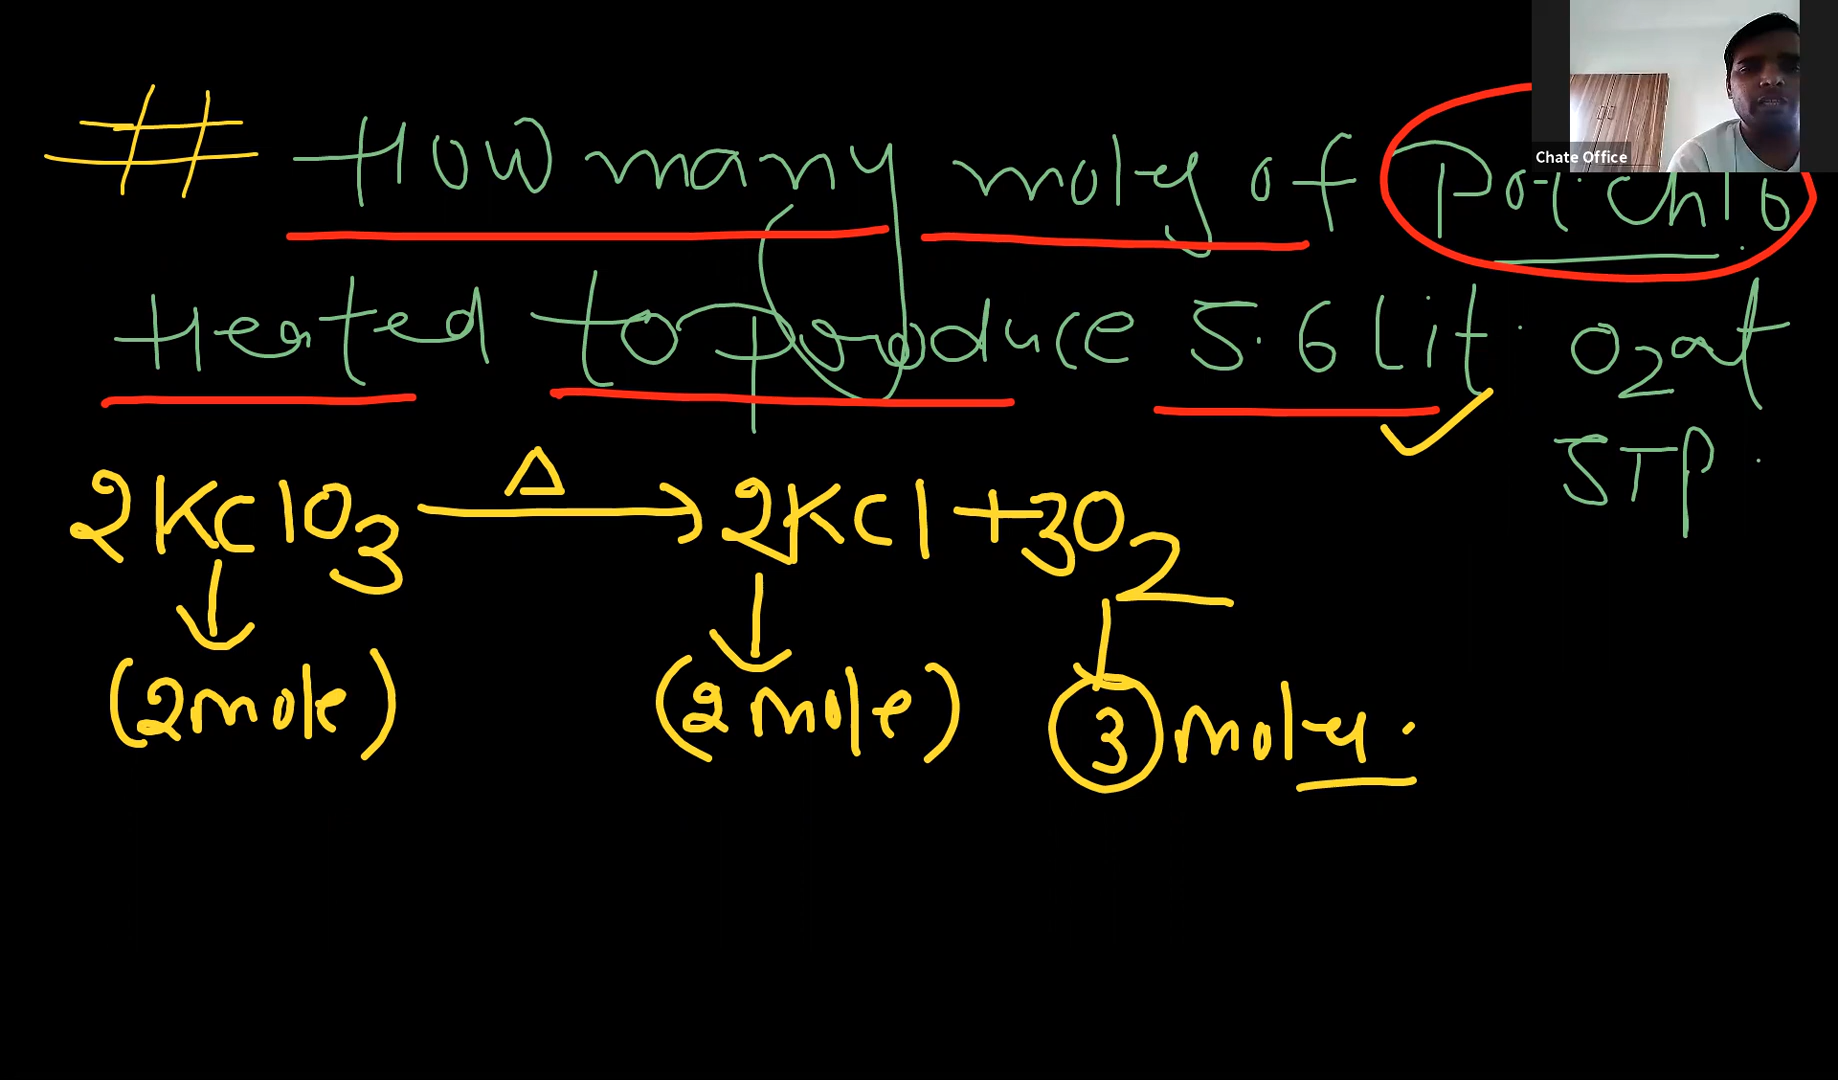 Chate Office
# How many moles of Pot. Chlo
Heated to produce 5.6 lit. O2 at
STP.
Δ
2KClO3 → 2KCl + 3O2
(2mole) (2mole) 3 moles.